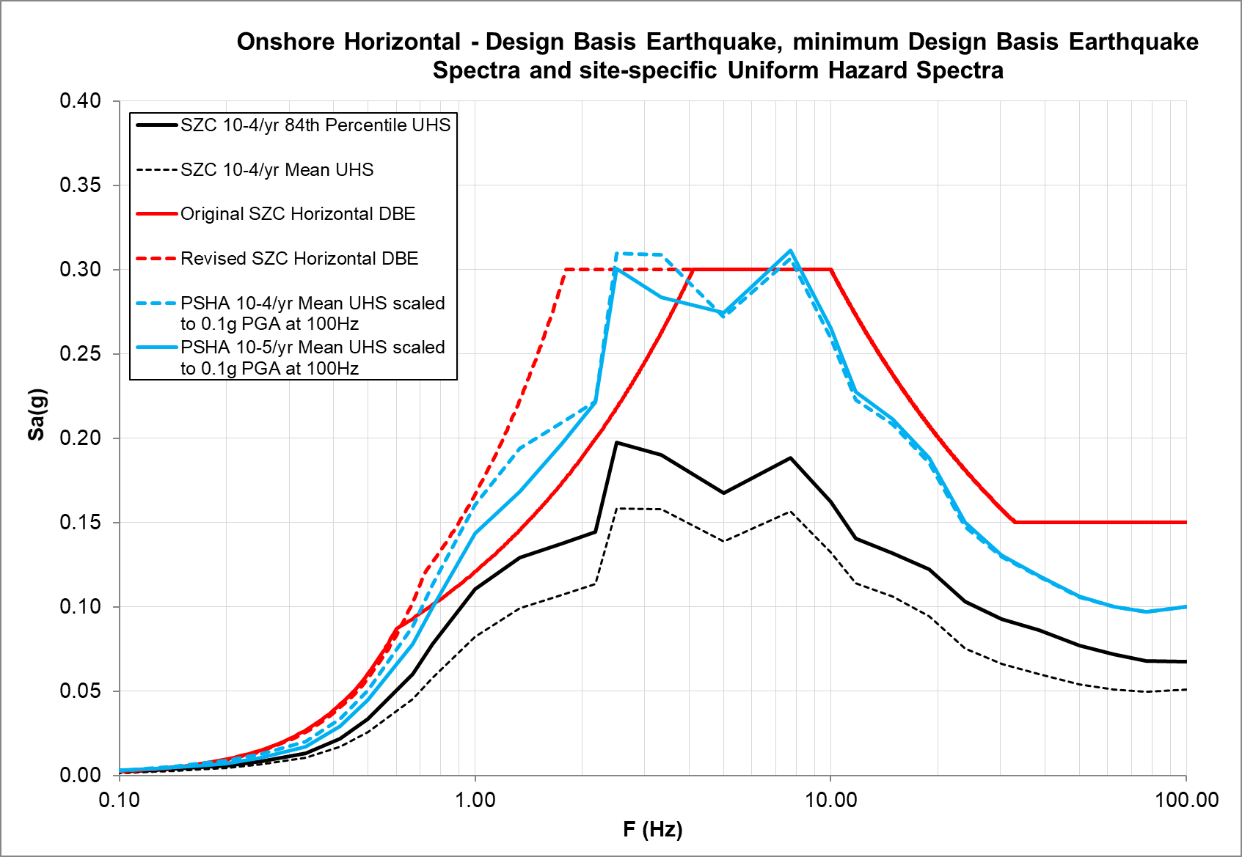 Onshore Horizontal - Design Basis Earthquake, minimum Design Basis Earthquake
Spectra and site-specific Uniform Hazard Spectra
0.40
0.35
0.30
0.25
0.20
0.15
0.10
0.05
0.00
Sa(g)
SZC 10-4/yr 84th Percentile UHS
SZC 10-4/yr Mean UHS
Original SZC Horizontal DBE
Revised SZC Horizontal DBE
PSHA 10-4/yr Mean UHS scaled
to 0.1g PGA at 100Hz
PSHA 10-5/yr Mean UHS scaled
to 0.1g PGA at 100Hz
0.10
1.00
10.00
100.00
F (Hz)